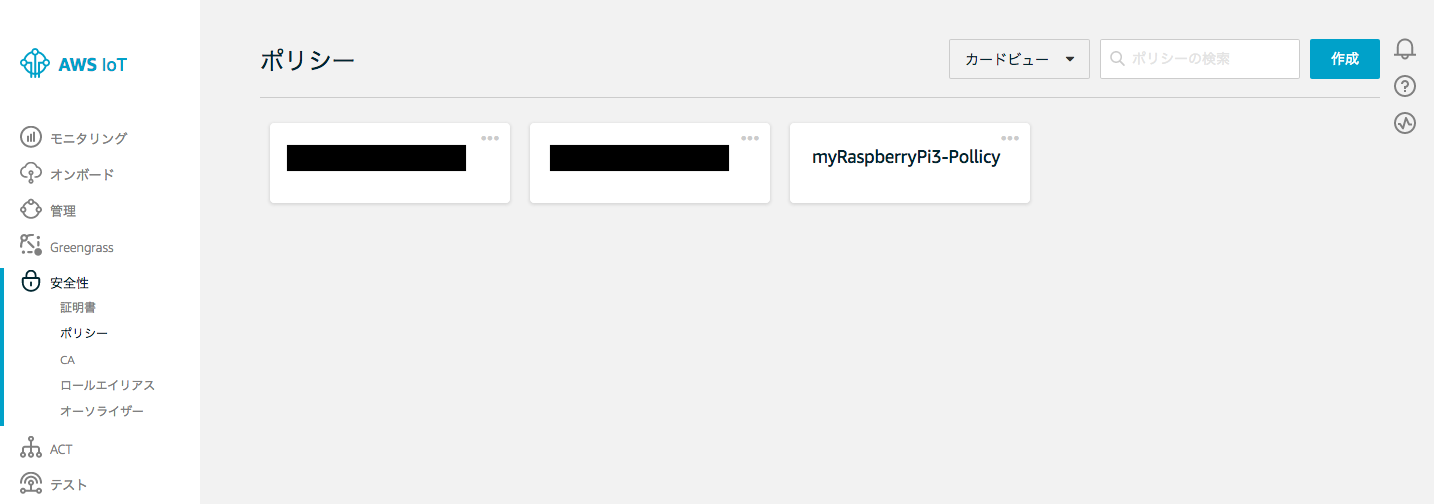 AWS IoT
モニタリング
オンボード
管理
Greengrass
安全性
証明書
ポリシー
CA
ロールエイリアス
オーソライザー
ACT
テスト
ポリシー
カードビュー
ポリシーの検索
作成
myRaspberryPi3-Pollicy